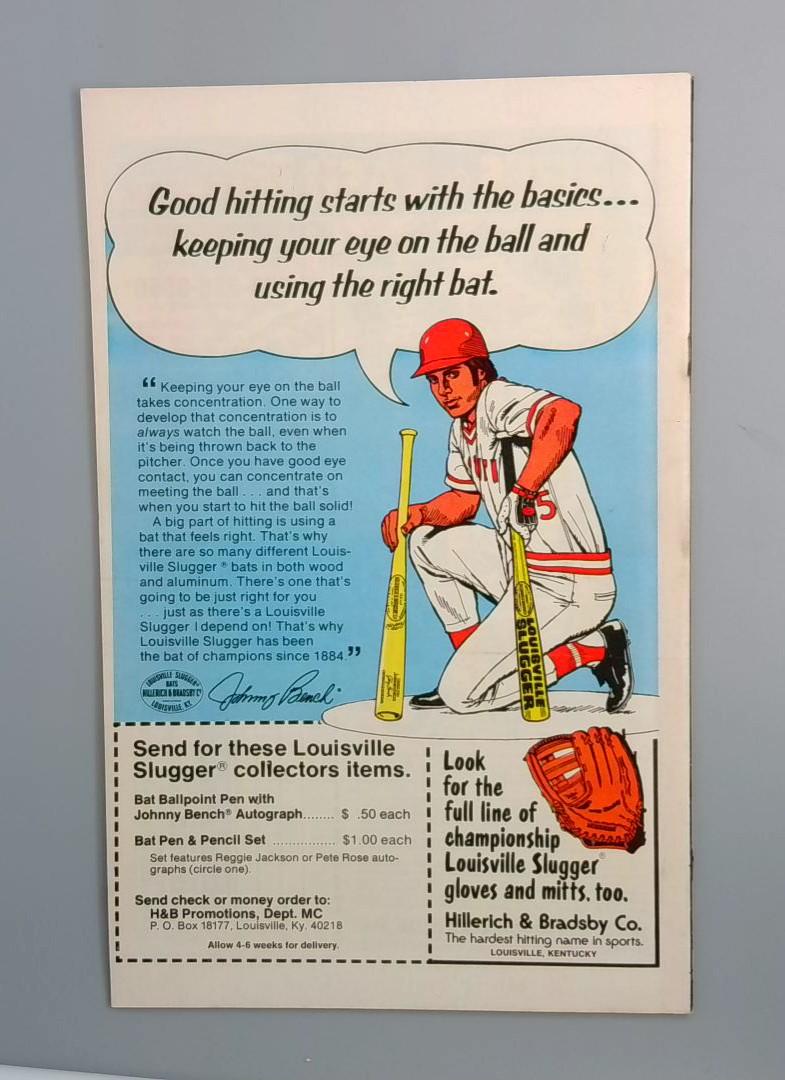 Good hitting starts with the basics...
keeping your eye on the ball and
using the right bat.
“Keeping your eye on the ball
takes concentration. One way to
develop that concentration is to
always watch the ball, even when
it's being thrown back to the
pitcher. Once you have good eye
contact, you can concentrate on
meeting the ball . . . and that's
when you start to hit the ball solid!
A big part of hitting is using a
bat that feels right. That's why
there are so many different Louis-
ville Slugger ® bats in both wood
and aluminum. There's one that's
going to be just right for you
. . . just as there's a Louisville
Slugger I depend on! That's why
Louisville Slugger has been
the bat of champions since 1884.”
LOUISVILLE SLUGGER
BATS
HILLERICH & BRADSBY Co
LOUISVILLE, KY.
Johnny Bench
5
LOUISVILLE
SLUGGER
Send for these Louisville
Slugger® collectors items.
Bat Ballpoint Pen with
Johnny Bench® Autograph........ $ .50 each
Bat Pen & Pencil Set ................ $1.00 each
Set features Reggie Jackson or Pete Rose auto-
graphs (circle one).
Send check or money order to:
H&B Promotions, Dept. MC
P. O. Box 18177, Louisville, Ky. 40218
Allow 4-6 weeks for delivery.
Look
for the
full line of
championship
Louisville Slugger®
gloves and mitts, too.
Hillerich & Bradsby Co.
The hardest hitting name in sports.
LOUISVILLE, KENTUCKY